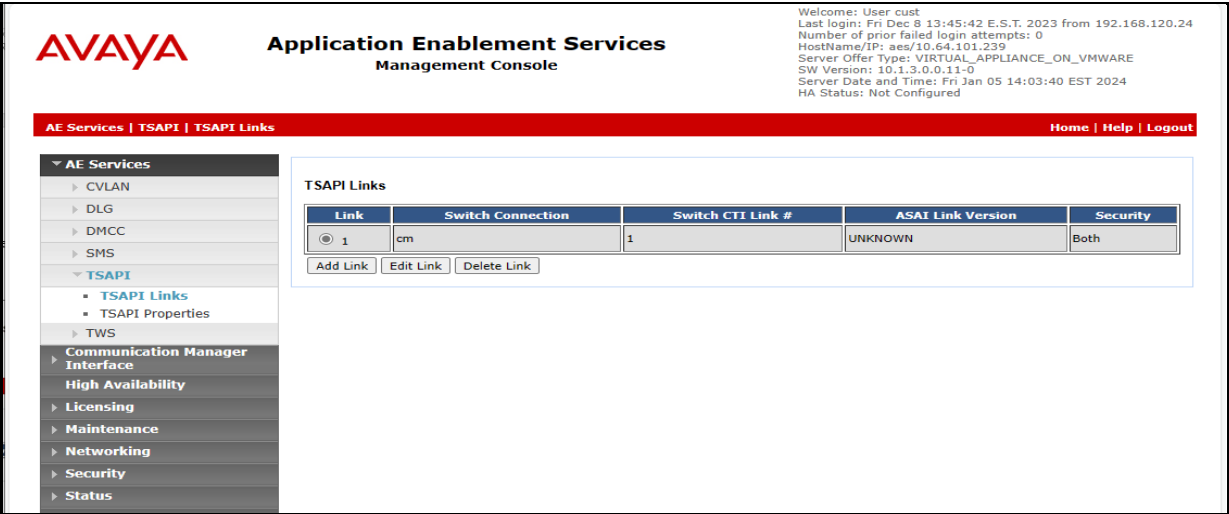 Welcome: User cust
Last login: Fri Dec 8 13:45:42 E.S.T. 2023 from 192.168.120.24
Number of prior failed login attempts: 0
HostName/IP: aes/10.64.101.239
Server Offer Type: VIRTUAL_APPLIANCE_ON_VMWARE
SW Version: 10.1.3.0.0.11-0
Server Date and Time: Fri Jan 05 14:03:40 EST 2024
HA Status: Not Configured
AVAYA
Application Enablement Services
Management Console
AE Services | TSAPI | TSAPI Links
Home | Help | Logout
AE Services
CVLAN
DLG
DMCC
SMS
TSAPI
TSAPI Links
TSAPI Properties
TWS
Communication Manager
Interface
High Availability
Licensing
Maintenance
Networking
Security
Status
TSAPI Links
Link Switch Connection Switch CTI Link # ASAI Link Version Security
1 cm 1 UNKNOWN Both
Add Link Edit Link Delete Link